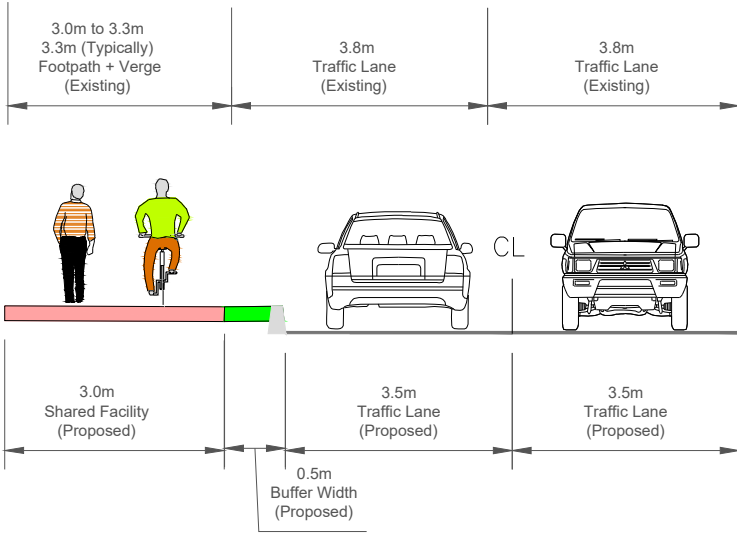 3.0m to 3.3m
3.3m (Typically)
Footpath + Verge
(Existing)
3.8m
Traffic Lane
(Existing)
3.8m
Traffic Lane
(Existing)
CL
3.0m
Shared Facility
(Proposed)
0.5m
Buffer Width
(Proposed)
3.5m
Traffic Lane
(Proposed)
3.5m
Traffic Lane
(Proposed)